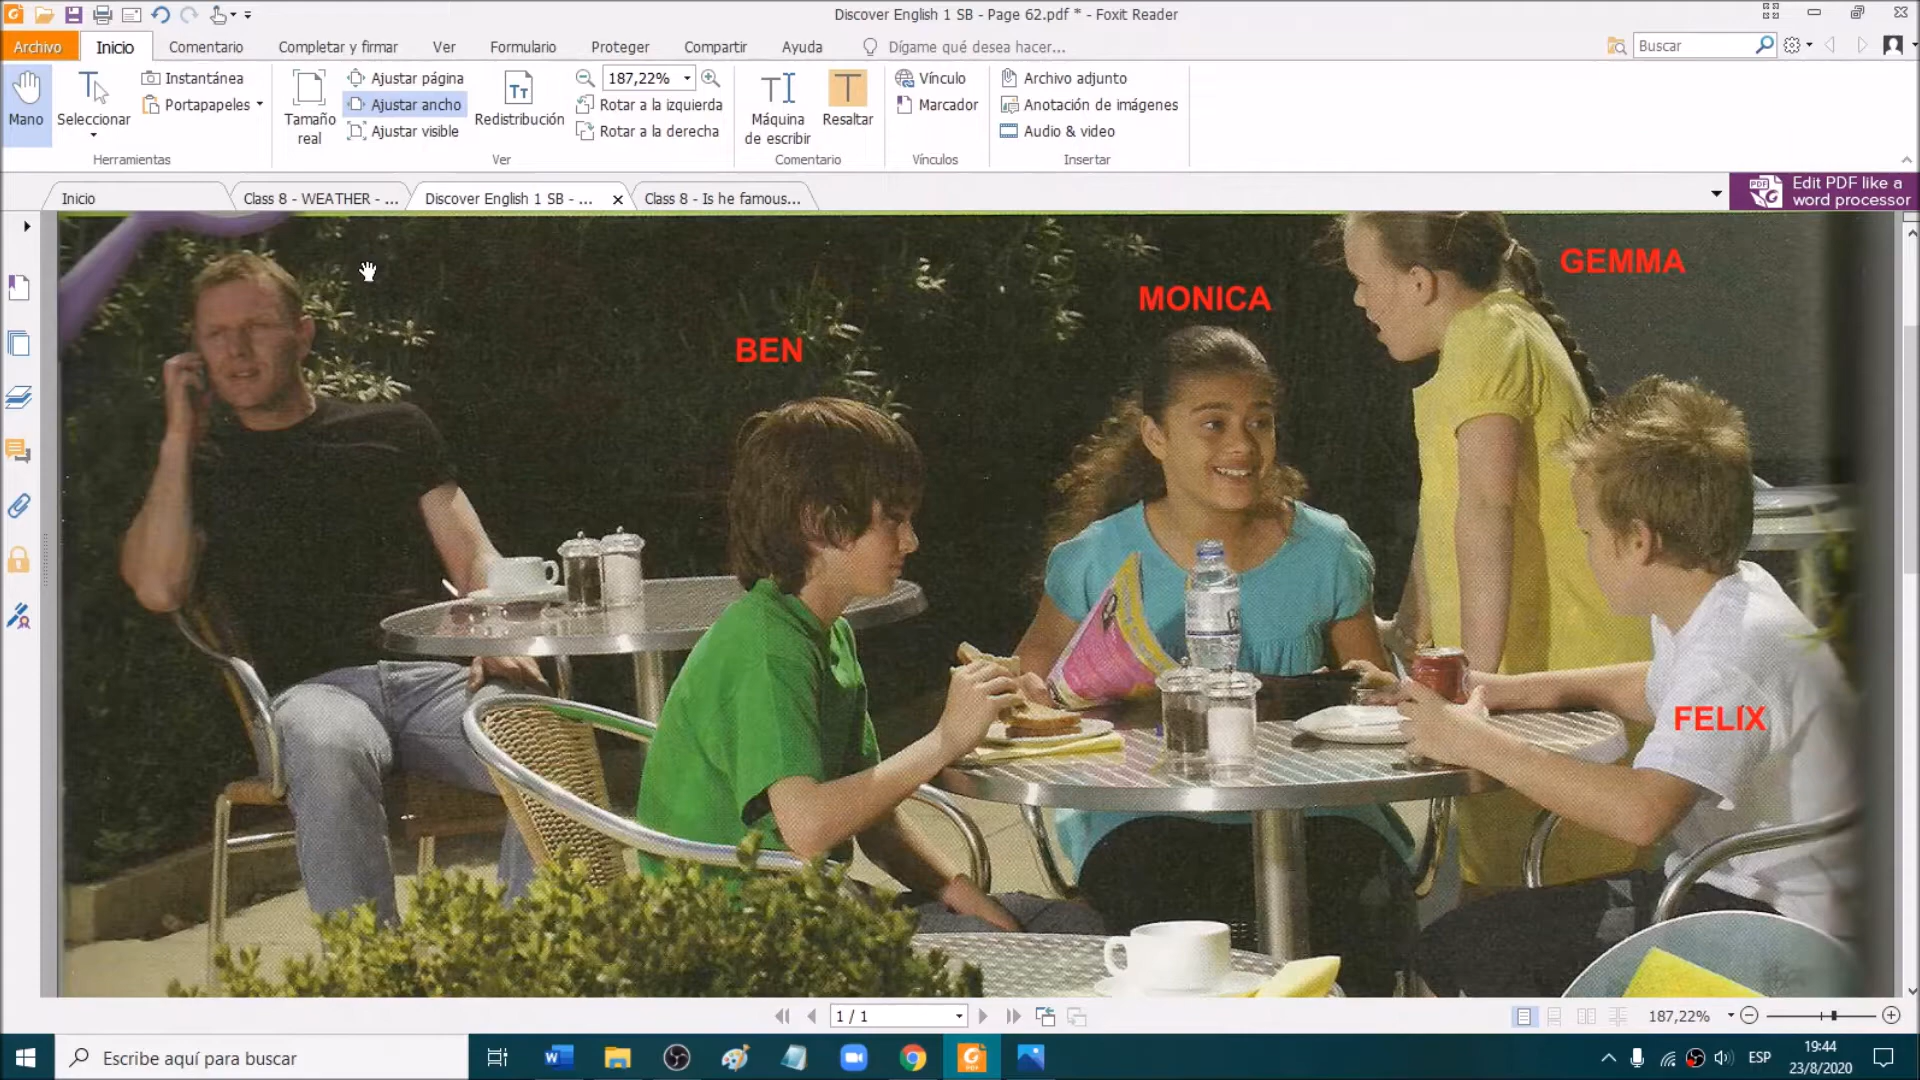 Discover English 1 SB - Page 62.pdf * - Foxit Reader
Archivo Inicio Comentario Completar y firmar Ver Formulario Proteger Compartir Ayuda Dígame qué desea hacer... Buscar
Mano
Seleccionar
Instantánea
Portapapeles
Herramientas
Tamaño
real
Ajustar página
Ajustar ancho
Ajustar visible
Redistribución
187,22%
Rotar a la izquierda
Rotar a la derecha
Ver
Máquina
de escribir
Resaltar
Comentario
Vínculo
Marcador
Vínculos
Archivo adjunto
Anotación de imágenes
Audio & video
Insertar
Inicio
Class 8 - WEATHER - ...
Discover English 1 SB - ...
Class 8 - Is he famous...
Edit PDF like a
word processor
GEMMA
MONICA
BEN
FELIX
1 / 1
187,22%
Escribe aquí para buscar
ESP
19:44
23/8/2020